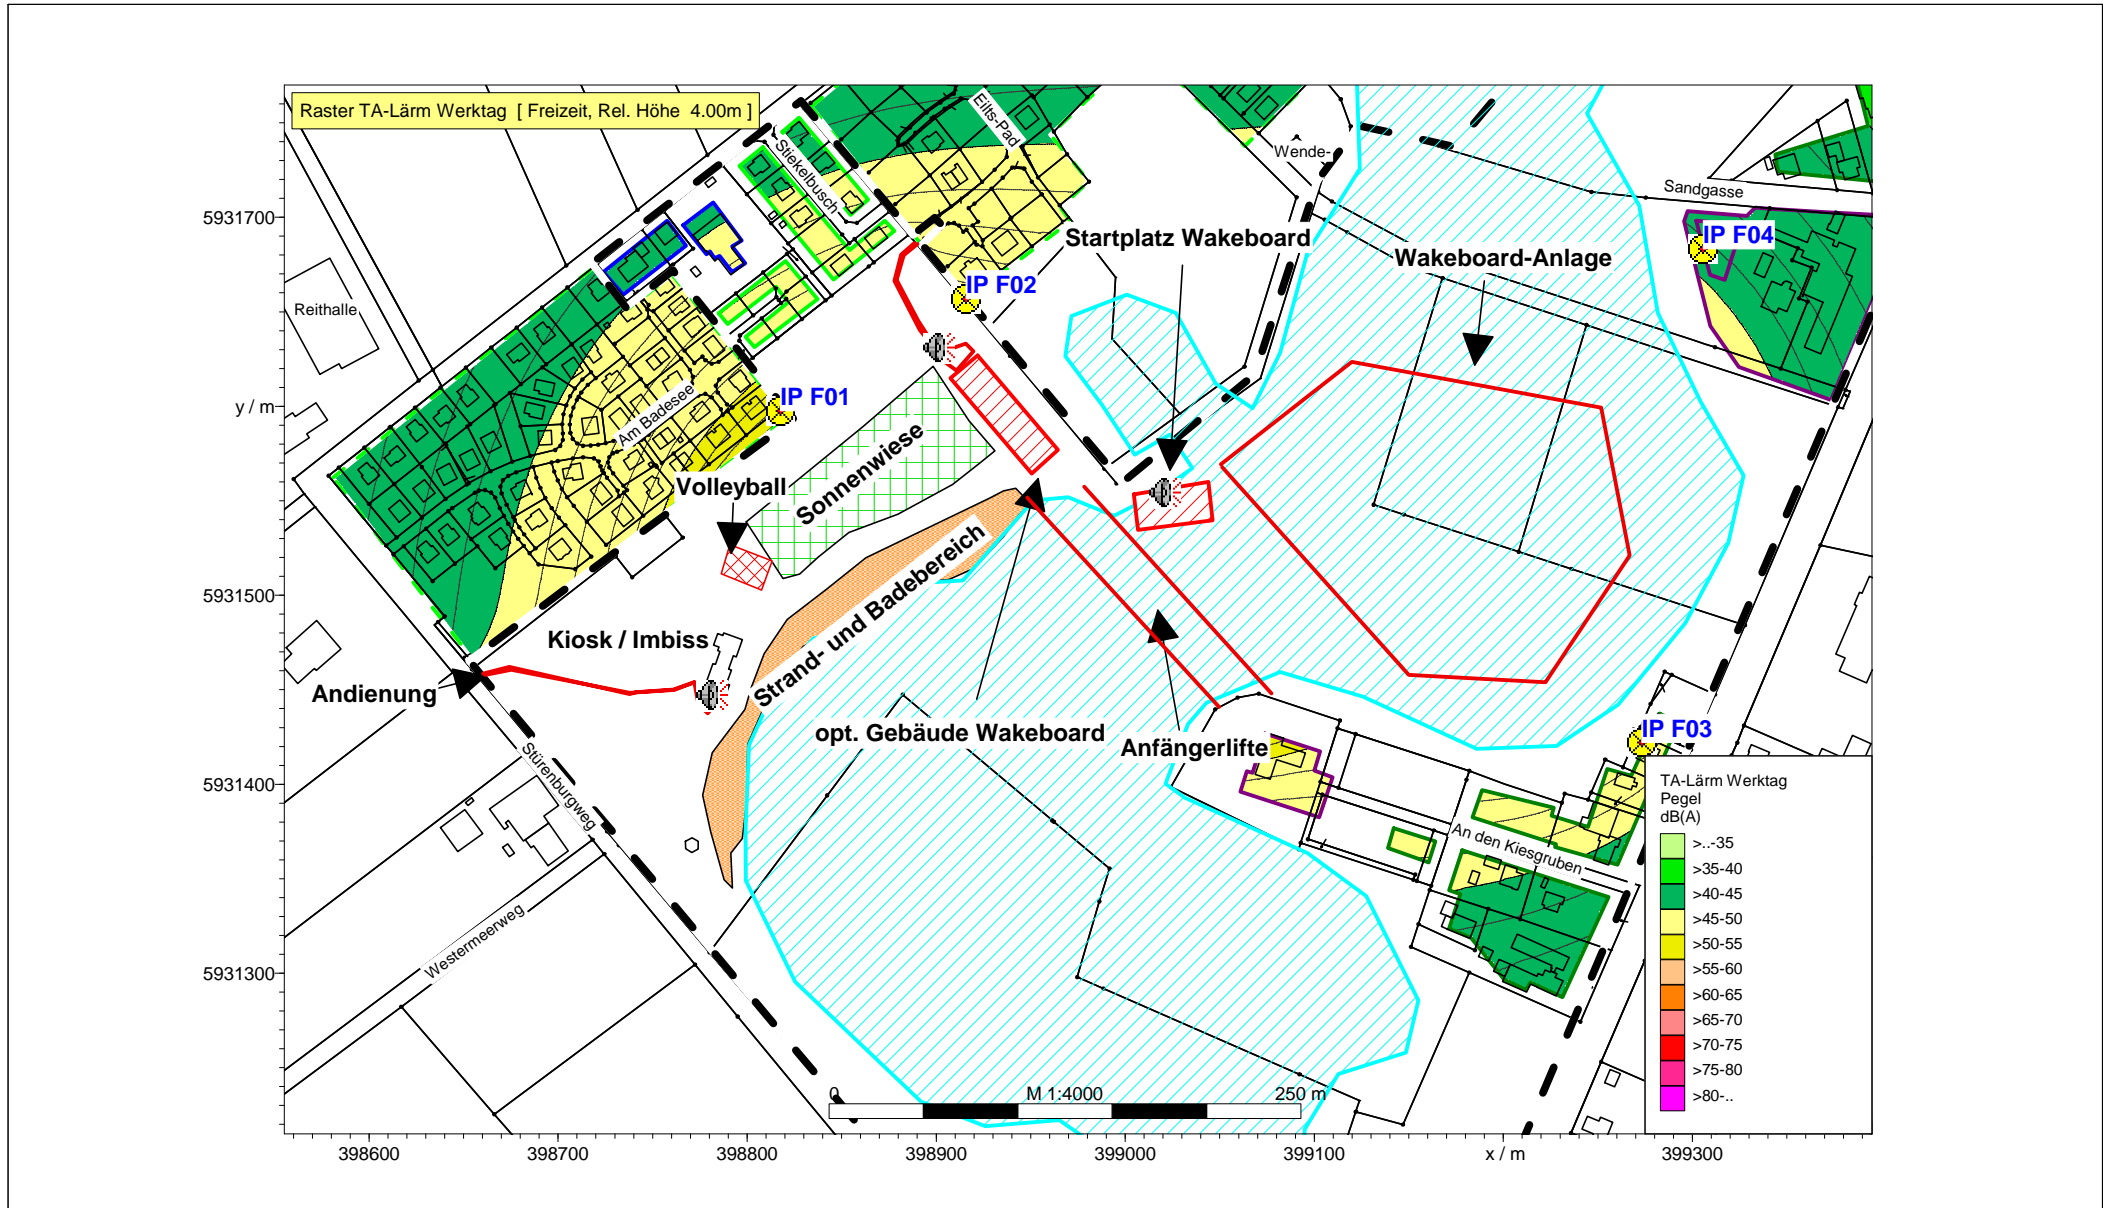 Raster TA-Lärm Werktag [ Freizeit, Rel. Höhe 4.00m ]
Eilts-Pad
Stiekelbusch
Wende-
Sandgasse
5931700
IP F04
Startplatz Wakeboard
Wakeboard-Anlage
IP F02
Reithalle
y / m
Am Badesee
IP F01
Volleyball
Sonnenwiese
5931500
Strand- und Badebereich
Kiosk / Imbiss
Andienung
opt. Gebäude Wakeboard
Anfängerlifte
IP F03
Stürenburgweg
5931400
An den Kiesgruben
Westermeerweg
5931300
TA-Lärm Werktag
Pegel
dB(A)
>..-35
>35-40
>40-45
>45-50
>50-55
>55-60
>60-65
>65-70
>70-75
>75-80
>80-..
0 M 1:4000 250 m
398600 398700 398800 398900 399000 399100 x / m 399300